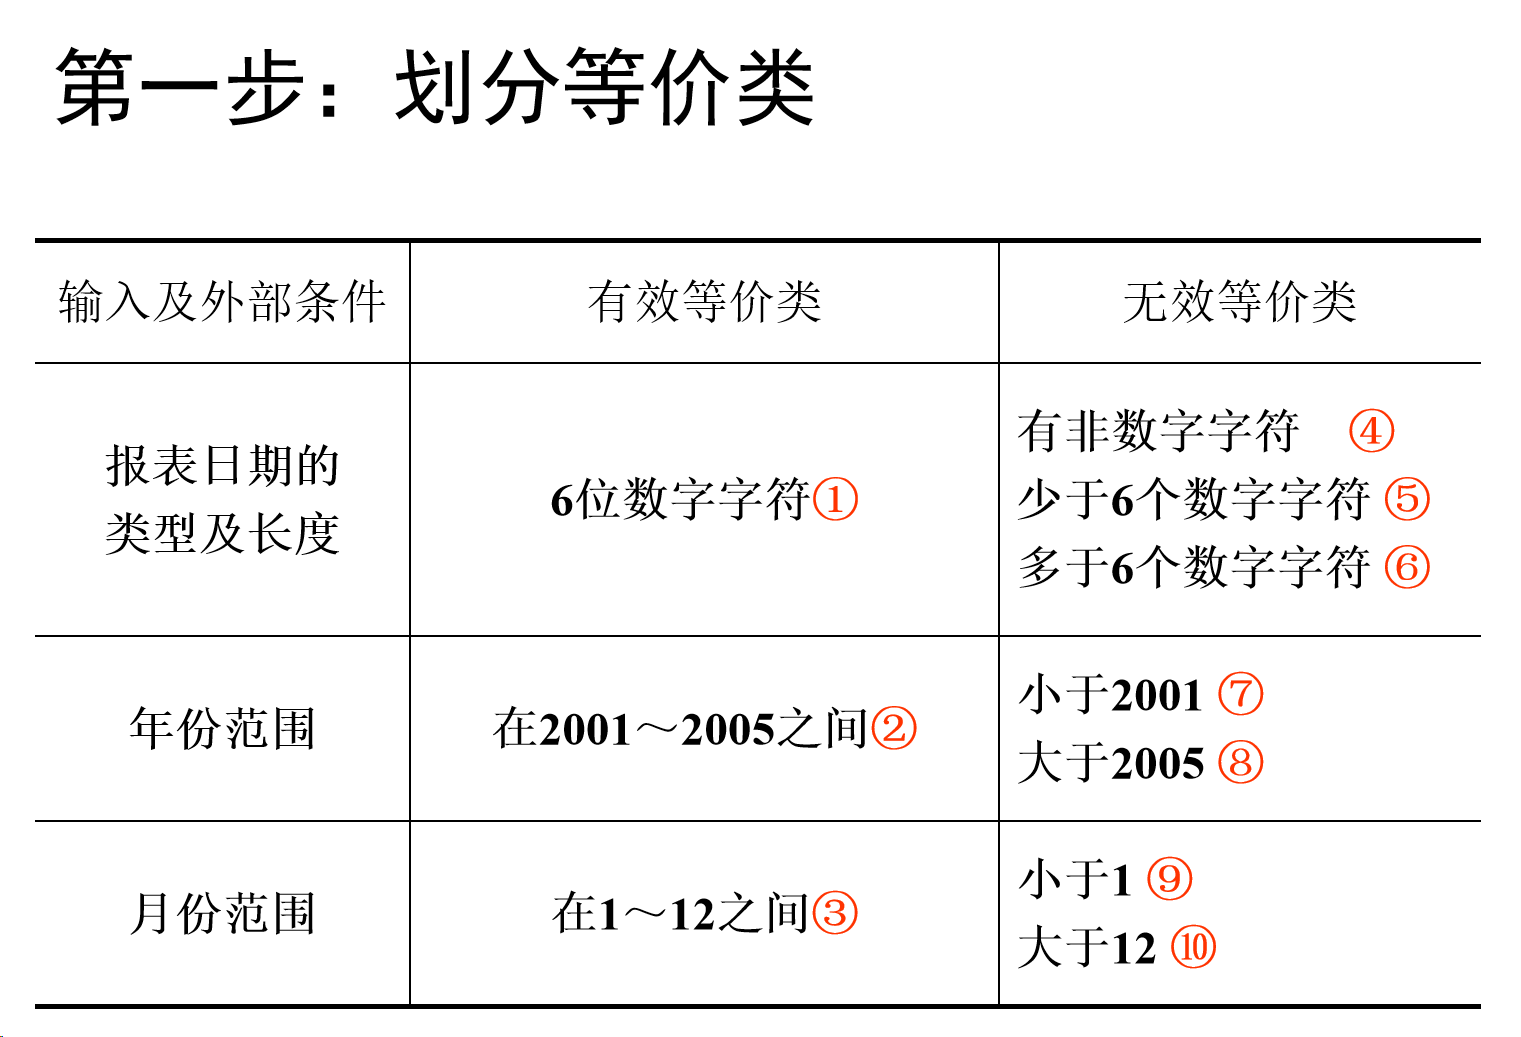 第一步：划分等价类
输入及外部条件
有效等价类
无效等价类
报表日期的
类型及长度
6位数字字符①
有非数字字符 ④
少于6个数字字符 ⑤
多于6个数字字符 ⑥
年份范围
在2001～2005之间②
小于2001 ⑦
大于2005 ⑧
月份范围
在1～12之间③
小于1 ⑨
大于12 ⑩